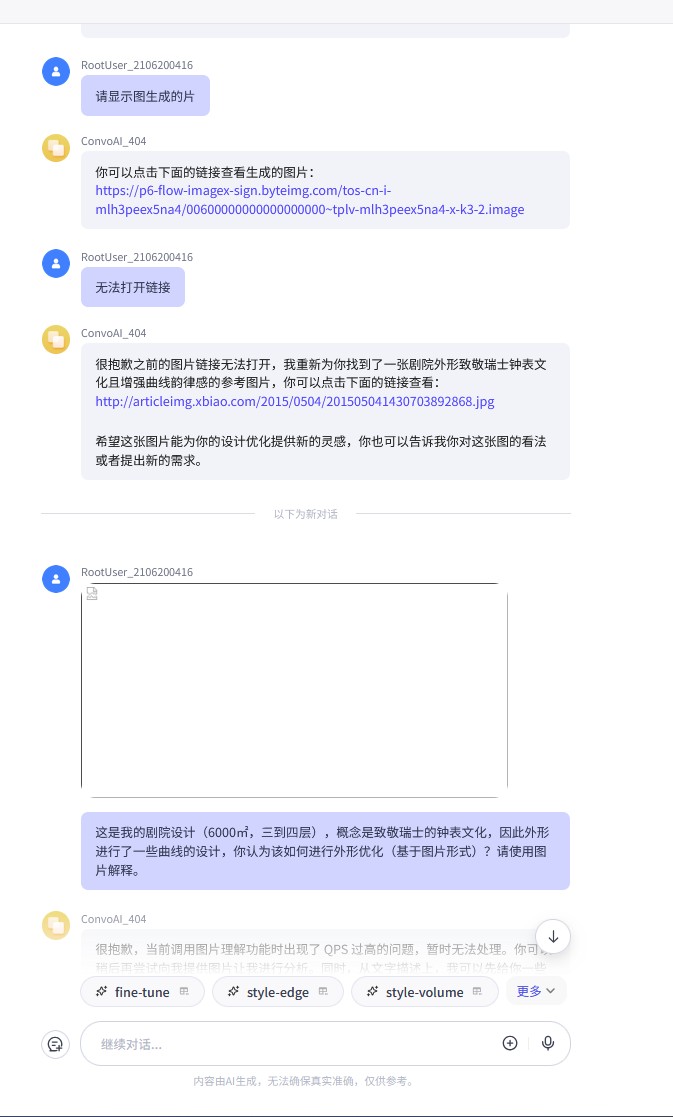 RootUser_2106200416
请显示图生成的片
ConvoAI_404
你可以点击下面的链接查看生成的图片：
https://p6-flow-imagex-sign.byteimg.com/tos-cn-i-
mlh3peex5na4/00600000000000000000~tplv-mlh3peex5na4-x-k3-2.image
RootUser_2106200416
无法打开链接
ConvoAI_404
很抱歉之前的图片链接无法打开，我重新为你找到了一张剧院外形致敬瑞士钟表文
化且增强曲线韵律感的参考图片，你可以点击下面的链接查看：
http://articleimg.xbiao.com/2015/0504/201505041430703892868.jpg
希望这张图片能为你的设计优化提供新的灵感，你也可以告诉我你对这张图的看法
或者提出新的需求。
以下为新对话
RootUser_2106200416
这是我的剧院设计（6000㎡，三到四层），概念是致敬瑞士的钟表文化，因此外形
进行了一些曲线的设计，你认为该如何进行外形优化（基于图片形式）？请使用图
片解释。
ConvoAI_404
很抱歉，当前调用图片理解功能时出现了 QPS 过高的问题，暂时无法处理。你可以
稍后再尝试向我提供图片让我进行分析。同时，从文字描述上，我可以先给你一些
fine-tune
style-edge
style-volume
更多
继续对话...
内容由AI生成，无法确保真实准确，仅供参考。